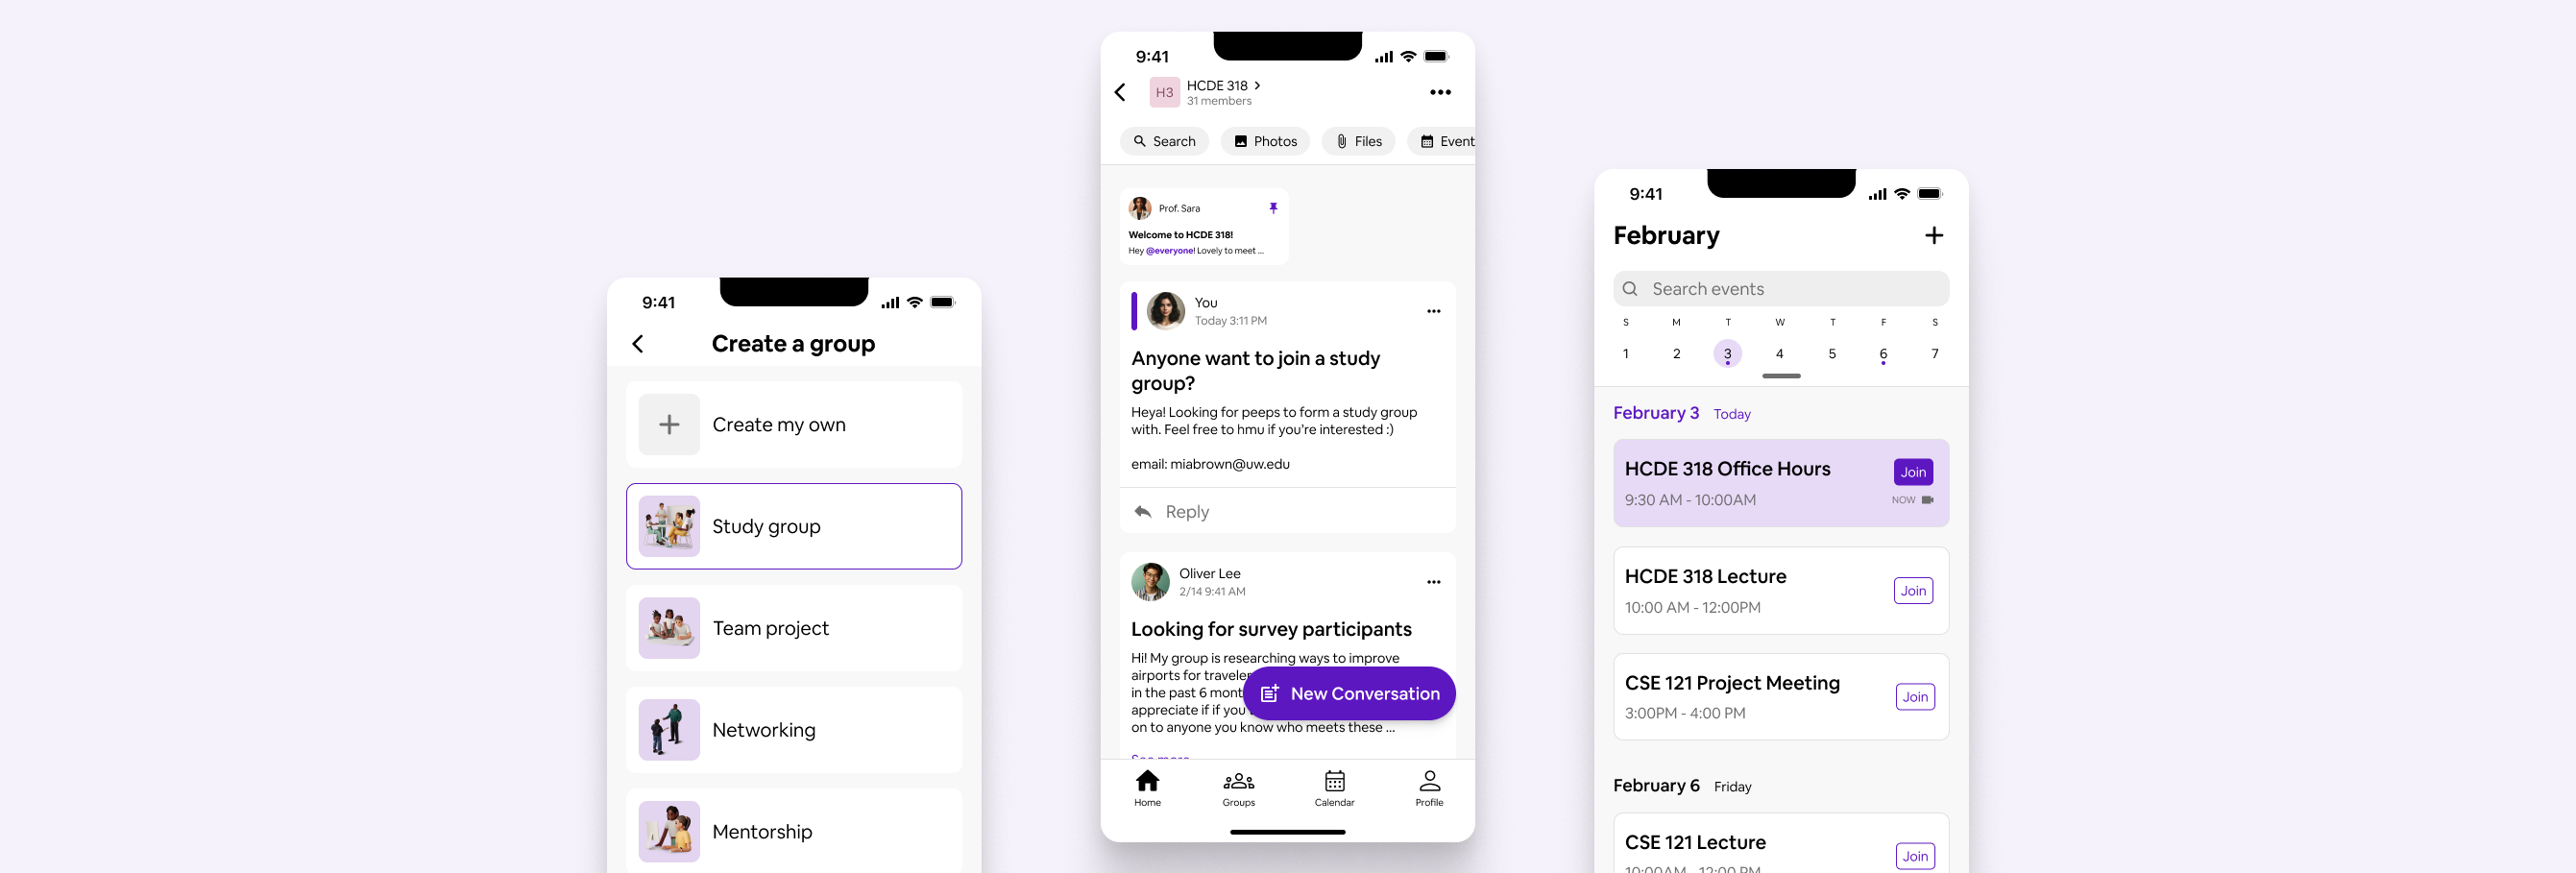 9:41
Create a group
Create my own
Study group
Team project
Networking
Mentorship
9:41
H3
HCDE 318
31 members
Search
Photos
Files
Event
Prof. Sara
Welcome to HCDE 318!
Hey @everyone! Lovely to meet ...
You
Today 3:11 PM
Anyone want to join a study
group?
Heya! Looking for peeps to form a study group
with. Feel free to hmu if you're interested :)
email: miabrown@uw.edu
Reply
Oliver Lee
2/14 9:41 AM
Looking for survey participants
Hi! My group is researching ways to improve
airports for
in the past 6
appreciate if if you
on to anyone you know who meets these ...
See more
New Conversation
Home
Groups
Calendar
Profile
9:41
February
Search events
S M T W T F S
1 2 3 4 5 6 7
February 3 Today
HCDE 318 Office Hours
Join
9:30 AM - 10:00AM
NOW
HCDE 318 Lecture
Join
10:00 AM - 12:00PM
CSE 121 Project Meeting
Join
3:00PM - 4:00 PM
February 6 Friday
CSE 121 Lecture
Join
10:00AM - 12:00 PM